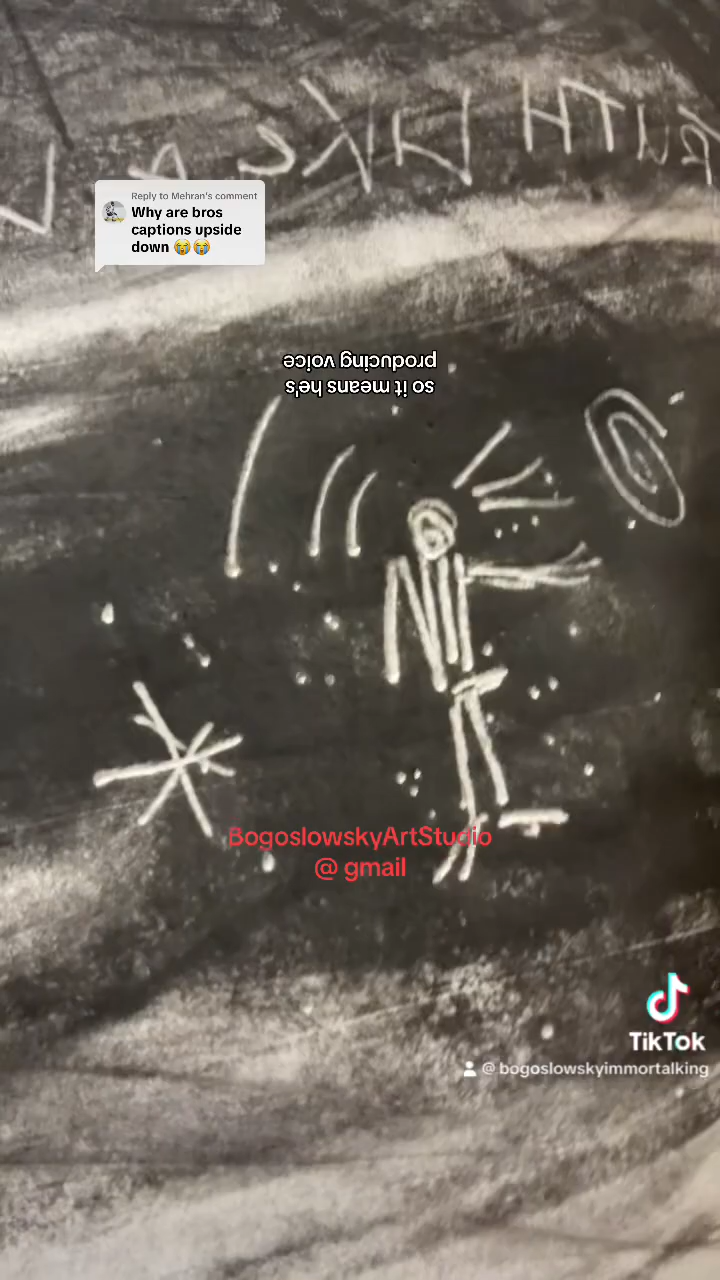 Reply to Mehran's comment
Why are bros
captions upside
down 😭😭
so it means he's
producing voice
BogoslowskyArtStudio
@ gmail
TikTok
@bogoslowskyimmortalking